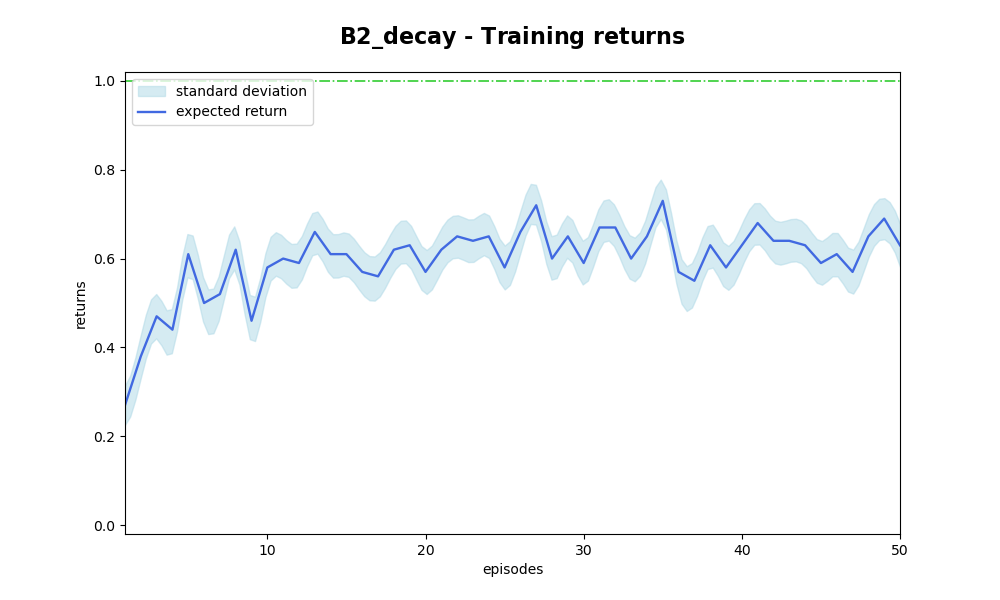 B2_decay - Training returns
1.0
0.8
0.6
0.4
0.2
0.0
returns
standard deviation
expected return
10
20
30
40
50
episodes